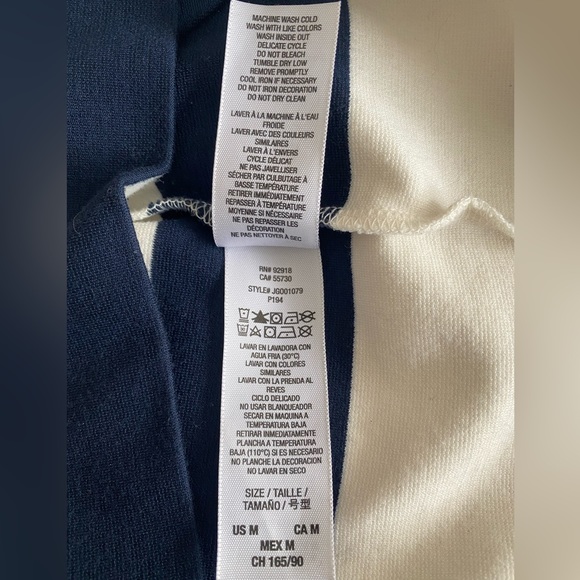 MACHINE WASH COLD
WASH WITH LIKE COLORS
WASH INSIDE OUT
DELICATE CYCLE
DO NOT BLEACH
TUMBLE DRY LOW
REMOVE PROMPTLY
COOL IRON IF NECESSARY
DO NOT IRON DECORATION
DO NOT DRY CLEAN
LAVER À LA MACHINE À L'EAU
FROIDE
LAVER AVEC DES COULEURS
SIMILAIRES
LAVER À L'ENVERS
CYCLE DÉLICAT
NE PAS JAVELLISER
SÉCHER PAR CULBUTAGE À
BASSE TEMPÉRATURE
RETIRER IMMÉDIATEMENT
REPASSER À TEMPÉRATURE
MOYENNE SI NÉCESSAIRE
NE PAS REPASSER LES
DÉCORATION
NE PAS NETTOYER À SEC
RN# 92918
CA# 55730
STYLE# JGO01079
P194
LAVAR EN LAVADORA CON
AGUA FRIA (30°C)
LAVAR CON COLORES
SIMILARES
LAVAR CON LA PRENDA AL
REVES
CICLO DELICADO
NO USAR BLANQUEADOR
SECAR EN MAQUINA A
TEMPERATURA BAJA
RETIRAR INMEDIATAMENTE
PLANCHA A TEMPERATURA
BAJA (110°C) SI ES NECESARIO
NO PLANCHE LA DECORACION
NO LAVAR EN SECO
SIZE / TAILLE /
TAMAÑO / 号型
US M CA M
MEX M
CH 165/90